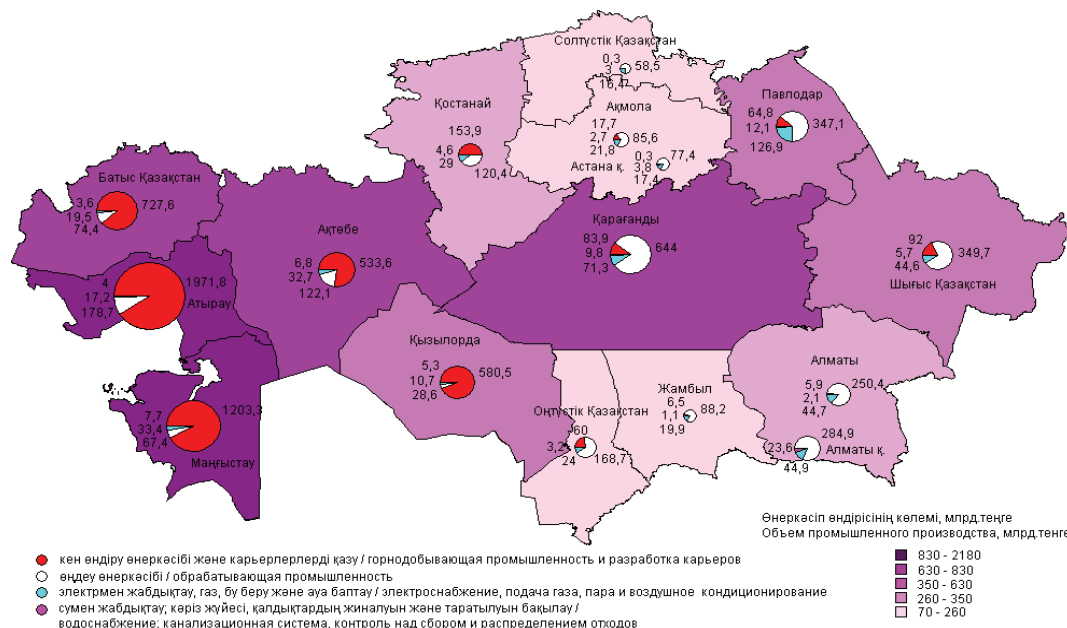 Солтүстік Қазақстан
0,3
3
58,5
16,4
Қостанай
153,9
4,6
29
120,4
Ақмола
17,7
2,7
85,6
21,8
Астана қ.
0,3
3,8
77,4
17,4
Павлодар
64,8
12,1
347,1
126,9
Батыс Қазақстан
3,6
727,6
19,5
74,4
Ақтөбе
6,8
533,6
32,7
122,1
Қарағанды
83,9
9,8
644
71,3
92
5,7
349,7
44,6
Шығыс Қазақстан
4
1971,8
17,2
Атырау
178,7
Қызылорда
5,3
580,5
10,7
28,6
Алматы
5,9
250,4
2,1
44,7
Жамбыл
6,5
1,1
88,2
19,9
Оңтүстік Қазақстан
60
3,2
24
168,7
284,9
23,6
Алматы қ.
44,9
7,7
1203,3
33,4
67,4
Маңғыстау
Өнеркәсіп өндірісінің көлемі, млрд.теңге
Объем промышленного производства, млрд.тенге
830 - 2180
630 - 830
350 - 630
260 - 350
70 - 260
кен өндіру өнеркәсібі және карьерлерлерді қазу / горнодобывающая промышленность и разработка карьеров
өңдеу өнеркәсібі / обрабатывающая промышленность
электрмен жабдықтау, газ, бу беру және ауа баптау / электроснабжение, подача газа, пара и воздушное кондиционирование
сумен жабдықтау; кәріз жүйесі, қалдықтардың жиналуын және таратылуын бақылау /
водоснабжение; канализационная система, контроль над сбором и распределением отходов